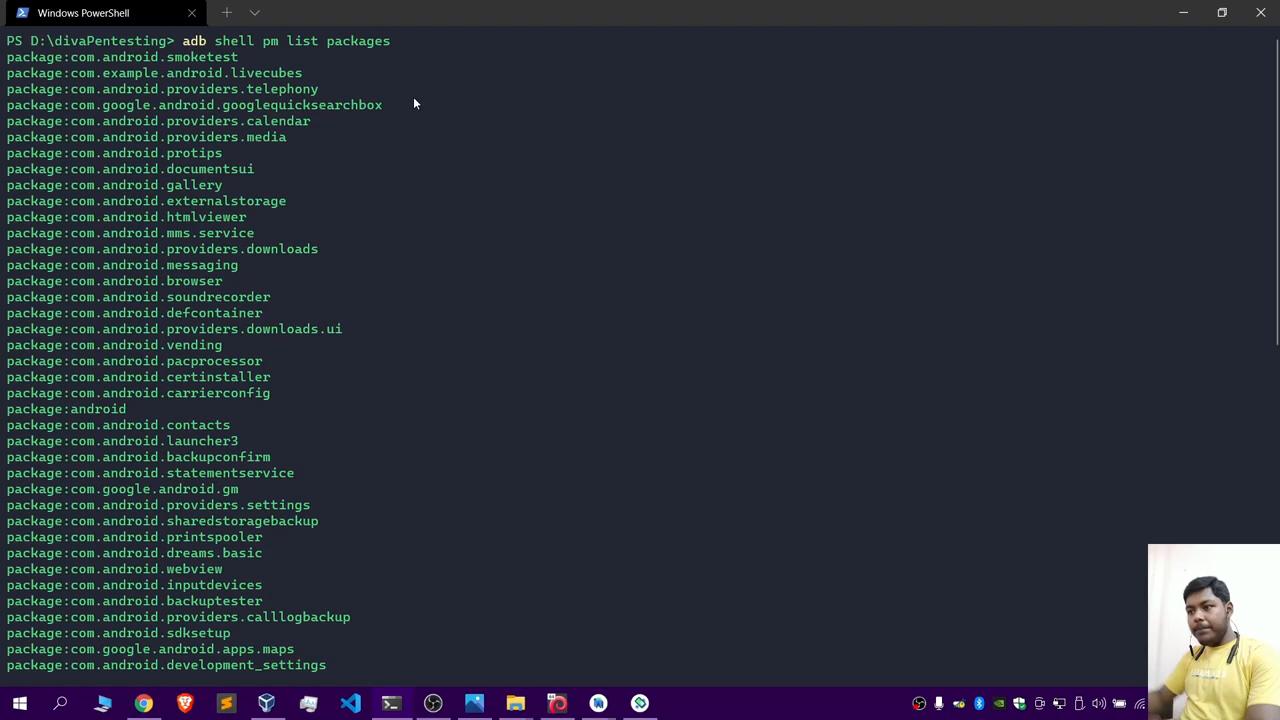 Windows PowerShell
PS D:\divaPentesting> adb shell pm list packages
package:com.android.smoketest
package:com.example.android.livecubes
package:com.android.providers.telephony
package:com.google.android.googlequicksearchbox
package:com.android.providers.calendar
package:com.android.providers.media
package:com.android.protips
package:com.android.documentsui
package:com.android.gallery
package:com.android.externalstorage
package:com.android.htmlviewer
package:com.android.mms.service
package:com.android.providers.downloads
package:com.android.messaging
package:com.android.browser
package:com.android.soundrecorder
package:com.android.defcontainer
package:com.android.providers.downloads.ui
package:com.android.vending
package:com.android.pacprocessor
package:com.android.certinstaller
package:com.android.carrierconfig
package:android
package:com.android.contacts
package:com.android.launcher3
package:com.android.backupconfirm
package:com.android.statementservice
package:com.google.android.gm
package:com.android.providers.settings
package:com.android.sharedstoragebackup
package:com.android.printspooler
package:com.android.dreams.basic
package:com.android.webview
package:com.android.inputdevices
package:com.android.backuptester
package:com.android.providers.calllogbackup
package:com.android.sdksetup
package:com.google.android.apps.maps
package:com.android.development_settings